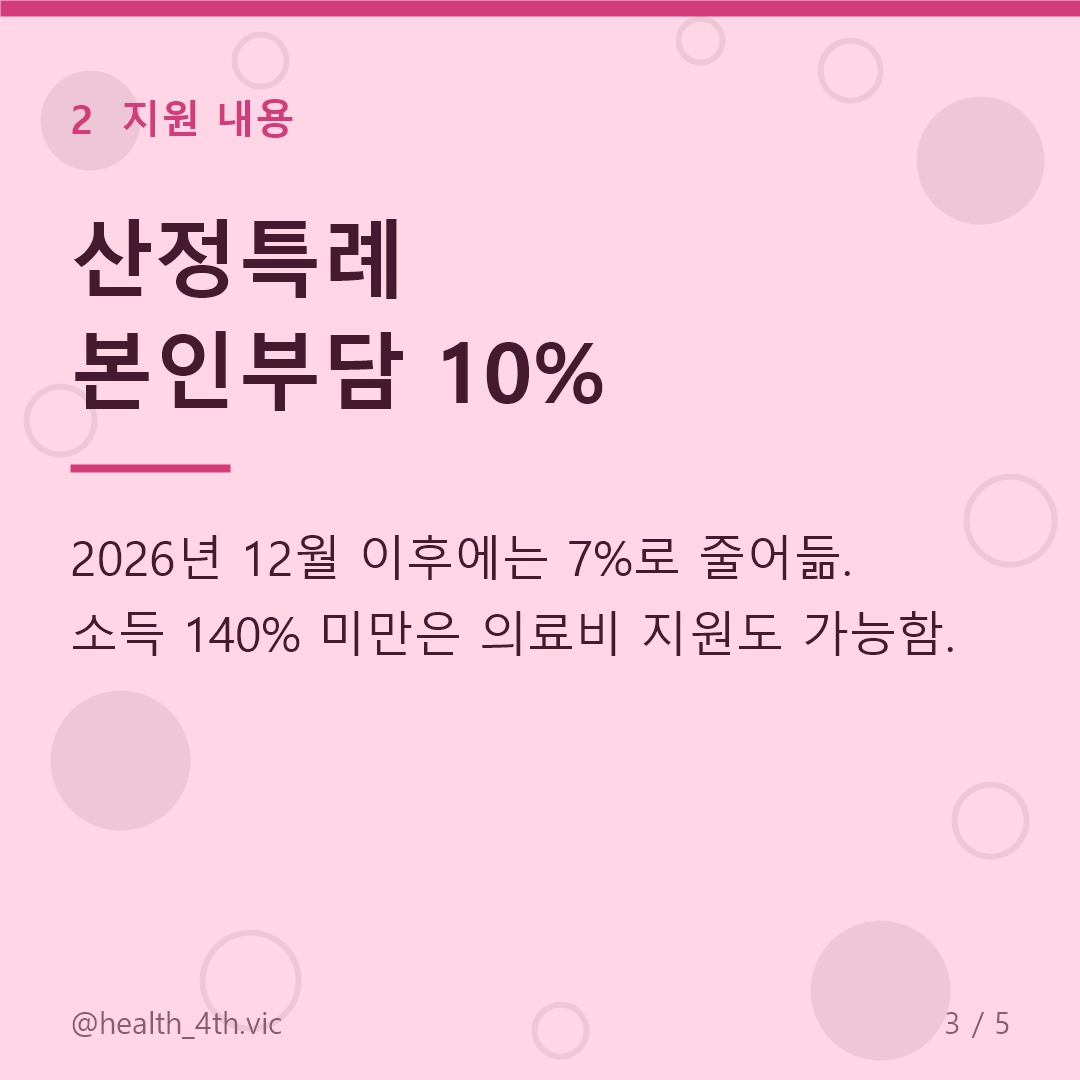 2 지원 내용
산정특례
본인부담 10%
2026년 12월 이후에는 7%로 줄어듦.
소득 140% 미만은 의료비 지원도 가능함.
@health_4th.vic
3 / 5